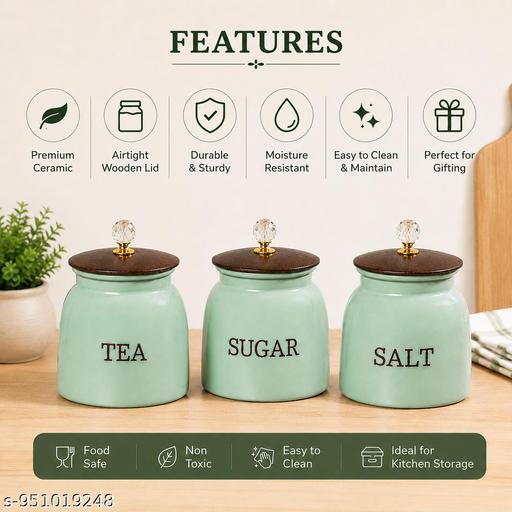 FEATURES
Premium
Ceramic
Airtight
Wooden Lid
Durable
& Sturdy
Moisture
Resistant
Easy to Clean
& Maintain
Perfect for
Gifting
TEA
SUGAR
SALT
Food
Safe
Non
Toxic
Easy to
Clean
Ideal for
Kitchen Storage
s-951019248